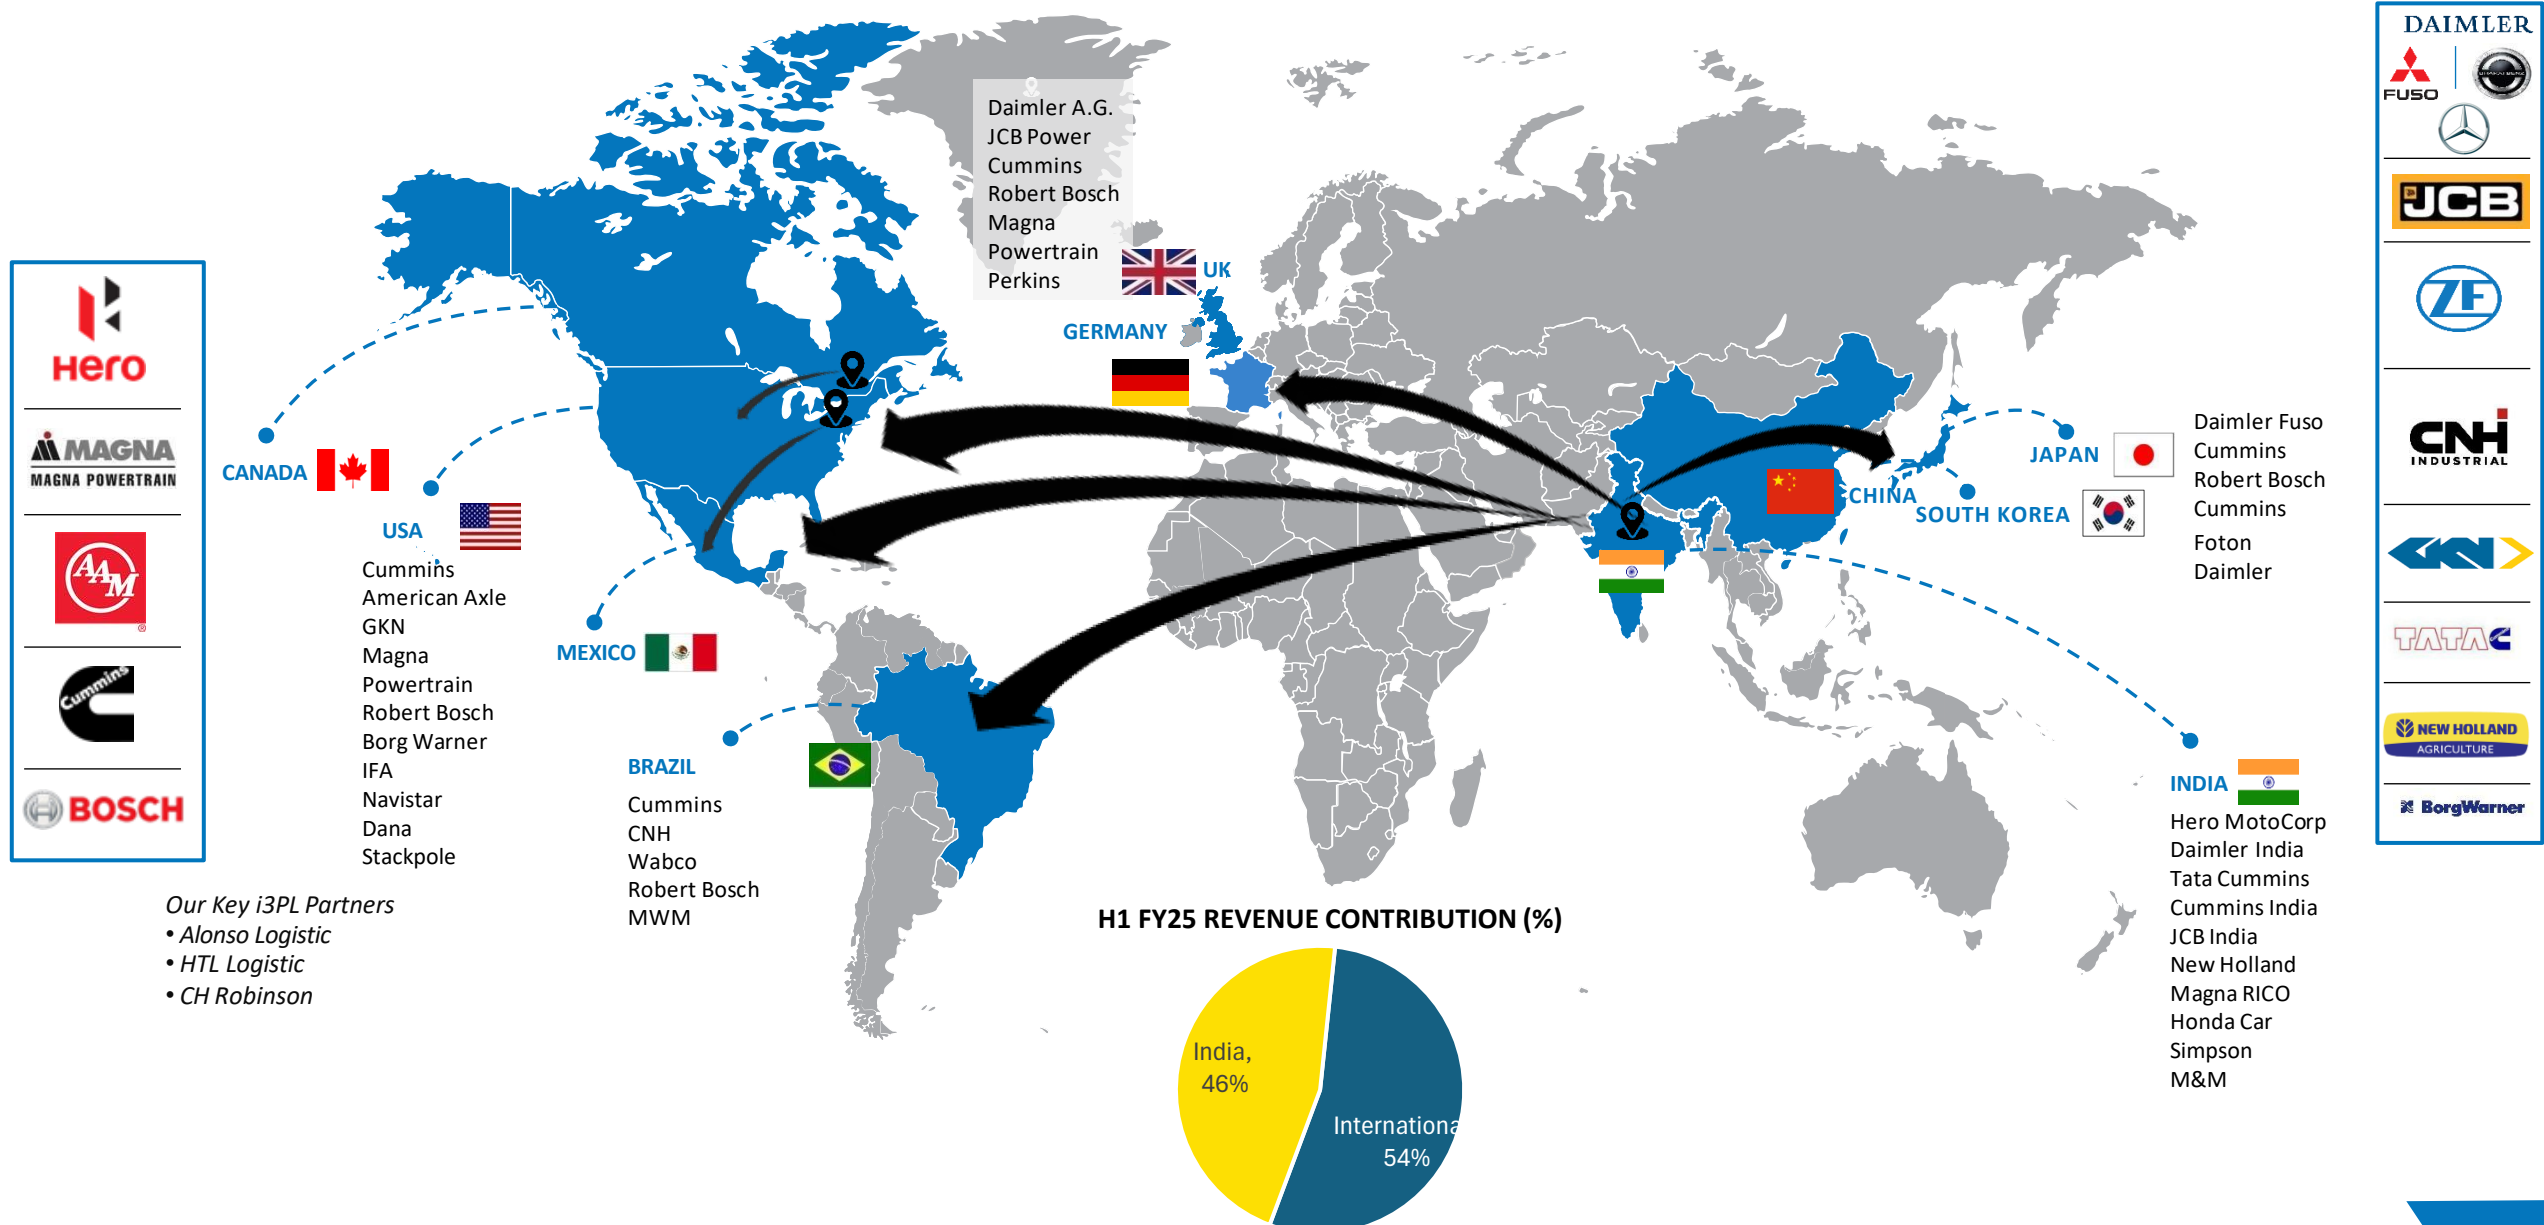 Hero
MAGNA
MAGNA POWERTRAIN
AAM
®
Cummins
BOSCH
CANADA
USA
Cummins
American Axle
GKN
Magna
Powertrain
Robert Bosch
Borg Warner
IFA
Navistar
Dana
Stackpole
MEXICO
BRAZIL
Cummins
CNH
Wabco
Robert Bosch
MWM
Our Key i3PL Partners
• Alonso Logistic
• HTL Logistic
• CH Robinson
Daimler A.G.
JCB Power
Cummins
Robert Bosch
Magna
Powertrain
Perkins
UK
GERMANY
CHINA
JAPAN
SOUTH KOREA
Daimler Fuso
Cummins
Robert Bosch
Cummins
Foton
Daimler
INDIA
Hero MotoCorp
Daimler India
Tata Cummins
Cummins India
JCB India
New Holland
Magna RICO
Honda Car
Simpson
M&M
H1 FY25 REVENUE CONTRIBUTION (%)
India,
46%
Internationa
54%
DAIMLER
FUSO
JCB
ZF
CNH
INDUSTRIAL
GKN
TATA
NEW HOLLAND
AGRICULTURE
BorgWarner